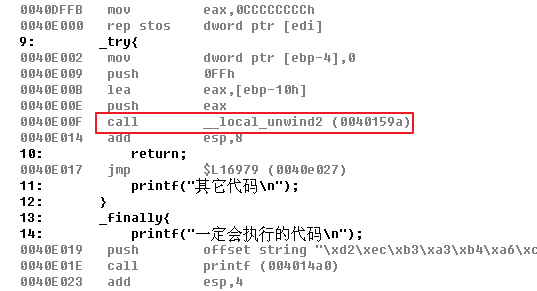 0040DFFB mov eax,0CCCCCCCCh
0040E000 rep stos dword ptr [edi]
9: _try{
0040E002 mov dword ptr [ebp-4],0
0040E009 push 0FFh
0040E00B lea eax,[ebp-10h]
0040E00E push eax
0040E00F call __local_unwind2 (0040159a)
0040E014 add esp,8
10: return;
0040E017 jmp $L16979 (0040e027)
11: printf("其它代码\n");
12: }
13: _finally{
14: printf("一定会执行的代码\n");
0040E019 push offset string "\xd2\xec\xb3\xa3\xb4\xa6\xc
0040E01E call printf (004014a0)
0040E023 add esp,4